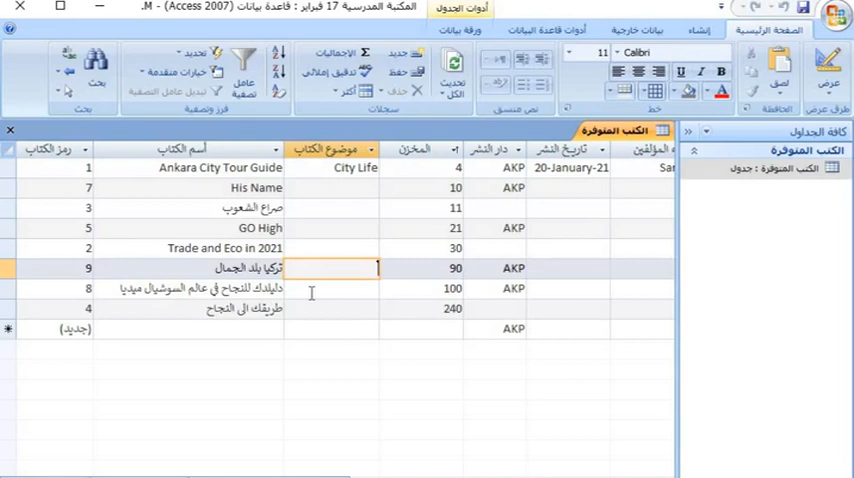 المكتبة المدرسية 17 فبراير : قاعدة بيانات (Access 2007) - M.
أدوات الجدول
الصفحة الرئيسية
إنشاء
بيانات خارجية
أدوات قاعدة البيانات
ورقة بيانات
عرض
طرق عرض
لصق
الحافظة
Calibri
11
خط
نص منسق
تحديث الكل
جديد
حفظ
حذف
الإجماليات
تدقيق إملائي
أكثر
سجلات
عامل تصفية
تحديد
خيارات متقدمة
تبديل عامل التصفية
فرز وتصفية
بحث
بحث
كافة الجداول
الكتب المتوفرة
الكتب المتوفرة : جدول
الكتب المتوفرة
رمز الكتاب أسم الكتاب موضوع الكتاب المخزن دار النشر تاريخ النشر ه المؤلفين
1 Ankara City Tour Guide City Life 4 AKP 20-January-21 Sar
7 His Name 10 AKP
3 صراع الشعوب 11
5 GO High 21 AKP
2 Trade and Eco in 2021 30
9 تركيا بلد الجمال 90 AKP
8 دليلدك للنجاح في عالم السوشيال ميديا 100 AKP
4 طريقك الى النجاح 240
(جديد) AKP